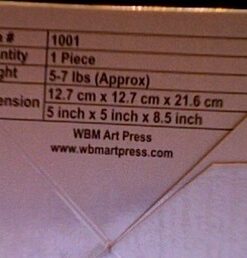 # 1001
ntity 1 Piece
ght 5-7 lbs (Approx)
ension 12.7 cm x 12.7 cm x 21.6 cm
5 inch x 5 inch x 8.5 inch
WBM Art Press
www.wbmartpress.com